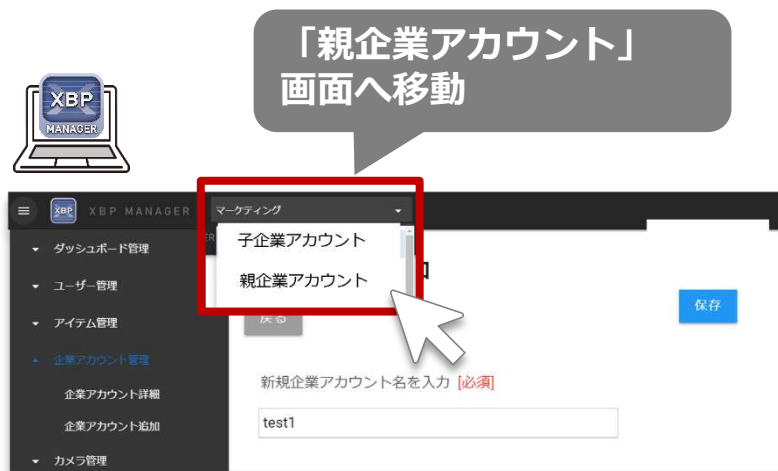 「親企業アカウント」
画面へ移動
XBP
MANAGER
XBP
XBP MANAGER
マーケティング
ダッシュボード管理
子企業アカウント
親企業アカウント
ユーザー管理
アイテム管理
戻る
保存
企業アカウント管理
企業アカウント詳細
新規企業アカウント名を入力 [必須]
企業アカウント追加
test1
カメラ管理